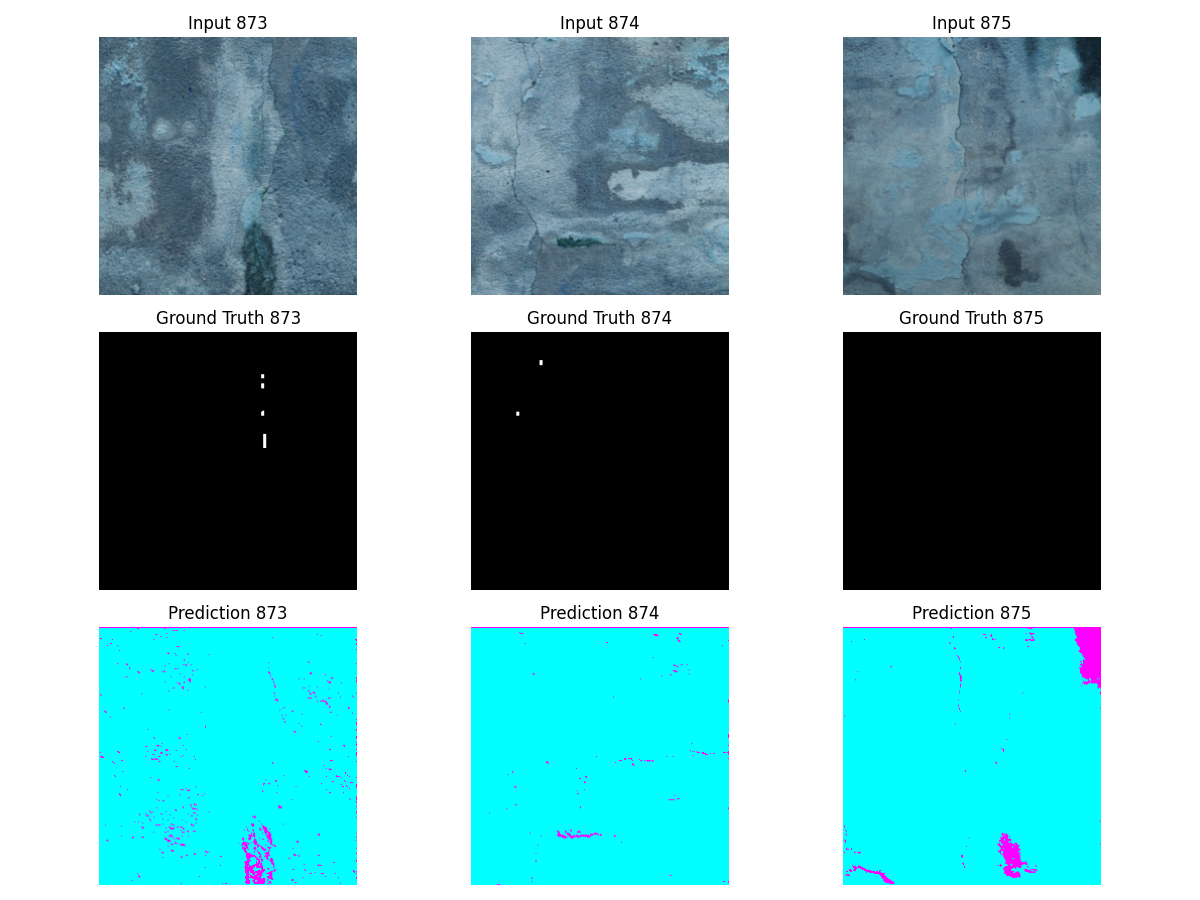 Input 873
Input 874
Input 875
Ground Truth 873
Ground Truth 874
Ground Truth 875
Prediction 873
Prediction 874
Prediction 875